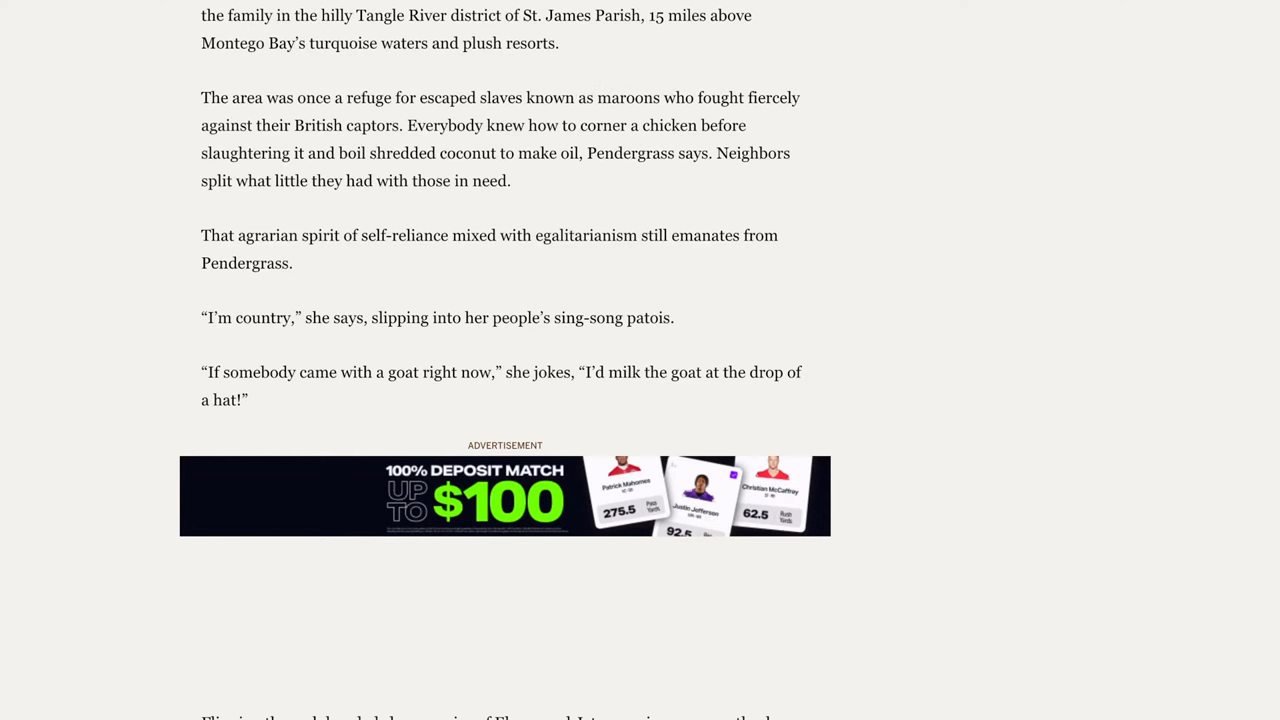 the family in the hilly Tangle River district of St. James Parish, 15 miles above
Montego Bay’s turquoise waters and plush resorts.
The area was once a refuge for escaped slaves known as maroons who fought fiercely
against their British captors. Everybody knew how to corner a chicken before
slaughtering it and boil shredded coconut to make oil, Pendergrass says. Neighbors
split what little they had with those in need.
That agrarian spirit of self-reliance mixed with egalitarianism still emanates from
Pendergrass.
“I’m country,” she says, slipping into her people’s sing-song patois.
“If somebody came with a goat right now,” she jokes, “I’d milk the goat at the drop of
a hat!”
ADVERTISEMENT
100% DEPOSIT MATCH
UP TO $100
Patrick Mahomes
275.5 Pass Yards
Justin Jefferson
92.5
Christian McCaffrey
62.5 Rush Yards